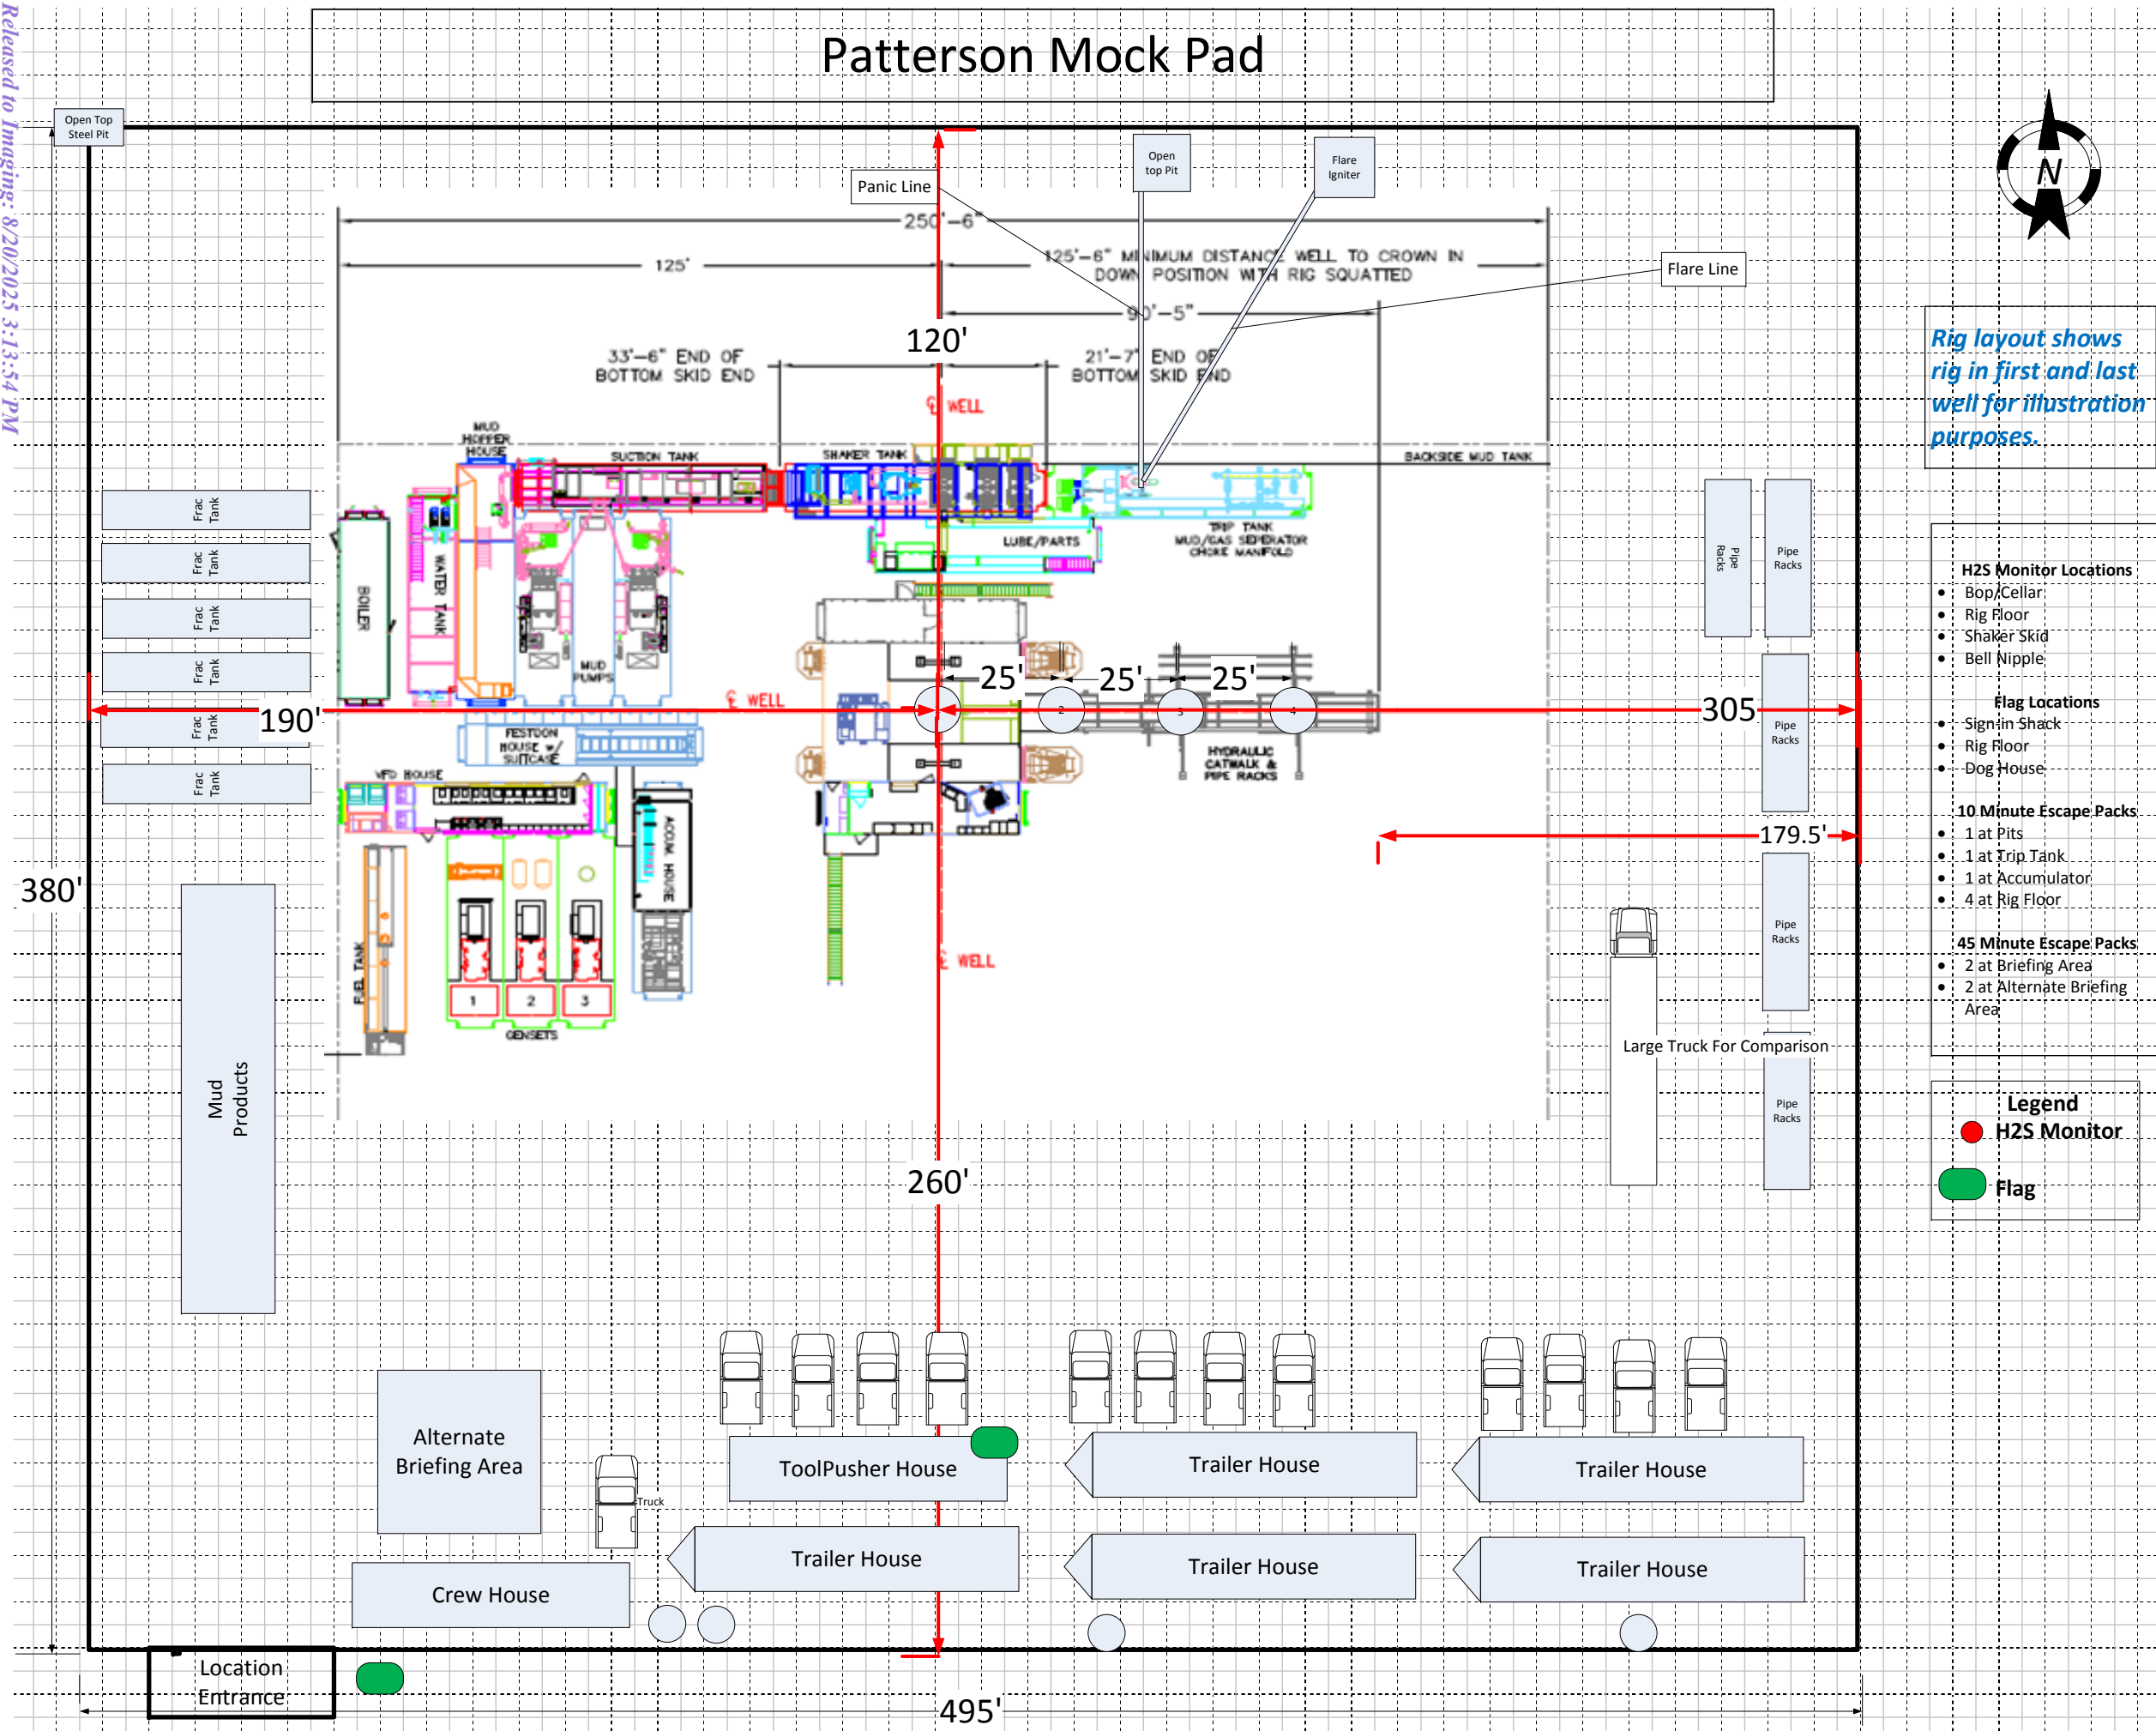 Released to Imaging: 8/20/2025 3:13:54 PM
Patterson Mock Pad
Open Top
Steel Pit
Open
top Pit
Flare
Igniter
N
Panic Line
250'-6"
125'
125'-6" MINIMUM DISTANCE WELL TO CROWN IN
DOWN POSITION WITH RIG SQUATTED
Flare Line
90'-5"
120'
33'-6" END OF
BOTTOM SKID END
21'-7" END OF
BOTTOM SKID END
℄ WELL
Rig layout shows
rig in first and last
well for illustration
purposes.
MUD
HOPPER
HOUSE
SUCTION TANK
SHAKER TANK
BACKSIDE MUD TANK
Frac
Tank
Frac
Tank
Frac
Tank
Frac
Tank
Frac
Tank
Frac
Tank
BOILER
WATER TANK
MUD
PUMPS
LUBE/PARTS
TRIP TANK
MUD/GAS SEPERATOR
CHOKE MANIFOLD
Pipe
Racks
Pipe
Racks
Pipe
Racks
Pipe
Racks
Pipe
Racks
25'
25'
25'
2
3
4
℄ WELL
190'
305
FESTOON
HOUSE w/
SUITCASE
HYDRAULIC
CATWALK &
PIPE RACKS
VFD HOUSE
ACCUM. HOUSE
179.5'
380'
FUEL TANK
1
2
3
GENSETS
℄ WELL
Mud
Products
Large Truck For Comparison
260'
H2S Monitor Locations
• Bop/Cellar
• Rig Floor
• Shaker Skid
• Bell Nipple
Flag Locations
• Sign-in Shack
• Rig Floor
• Dog House
10 Minute Escape Packs
• 1 at Pits
• 1 at Trip Tank
• 1 at Accumulator
• 4 at Rig Floor
45 Minute Escape Packs
• 2 at Briefing Area
• 2 at Alternate Briefing
Area
Legend
H2S Monitor
Flag
Alternate
Briefing Area
Truck
ToolPusher House
Trailer House
Trailer House
Crew House
Trailer House
Trailer House
Trailer House
Location
Entrance
495'